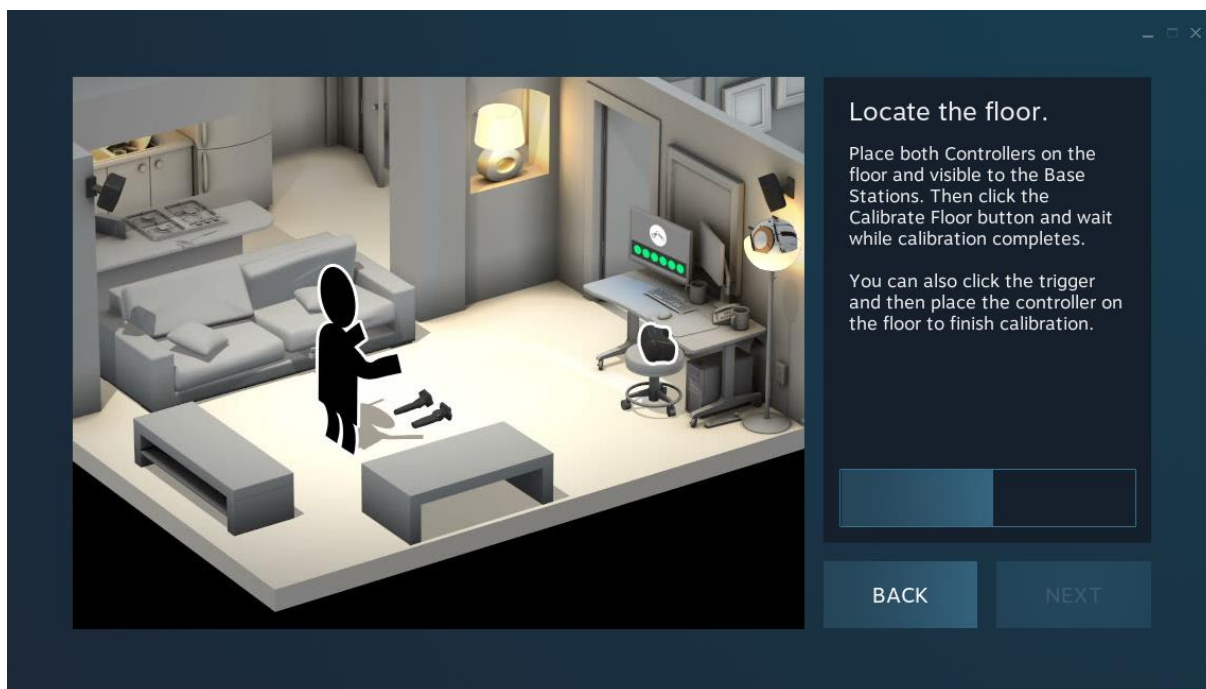 Locate the floor.
Place both Controllers on the
floor and visible to the Base
Stations. Then click the
Calibrate Floor button and wait
while calibration completes.
You can also click the trigger
and then place the controller on
the floor to finish calibration.
BACK
NEXT